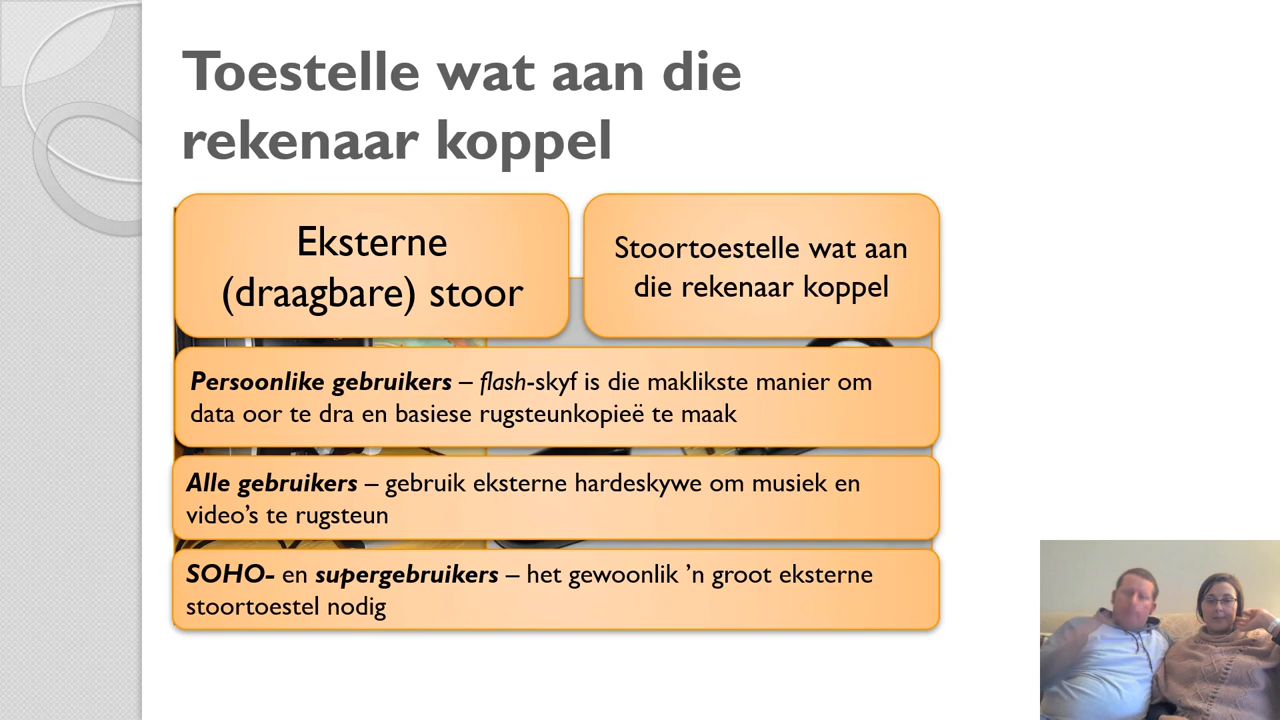 Toestelle wat aan die
rekenaar koppel
Eksterne
(draagbare) stoor
Stoortoestelle wat aan
die rekenaar koppel
Persoonlike gebruikers – flash-skyf is die maklikste manier om
data oor te dra en basiese rugsteunkopieë te maak
Alle gebruikers – gebruik eksterne hardeskywe om musiek en
video’s te rugsteun
SOHO- en supergebruikers – het gewoonlik ’n groot eksterne
stoortoestel nodig